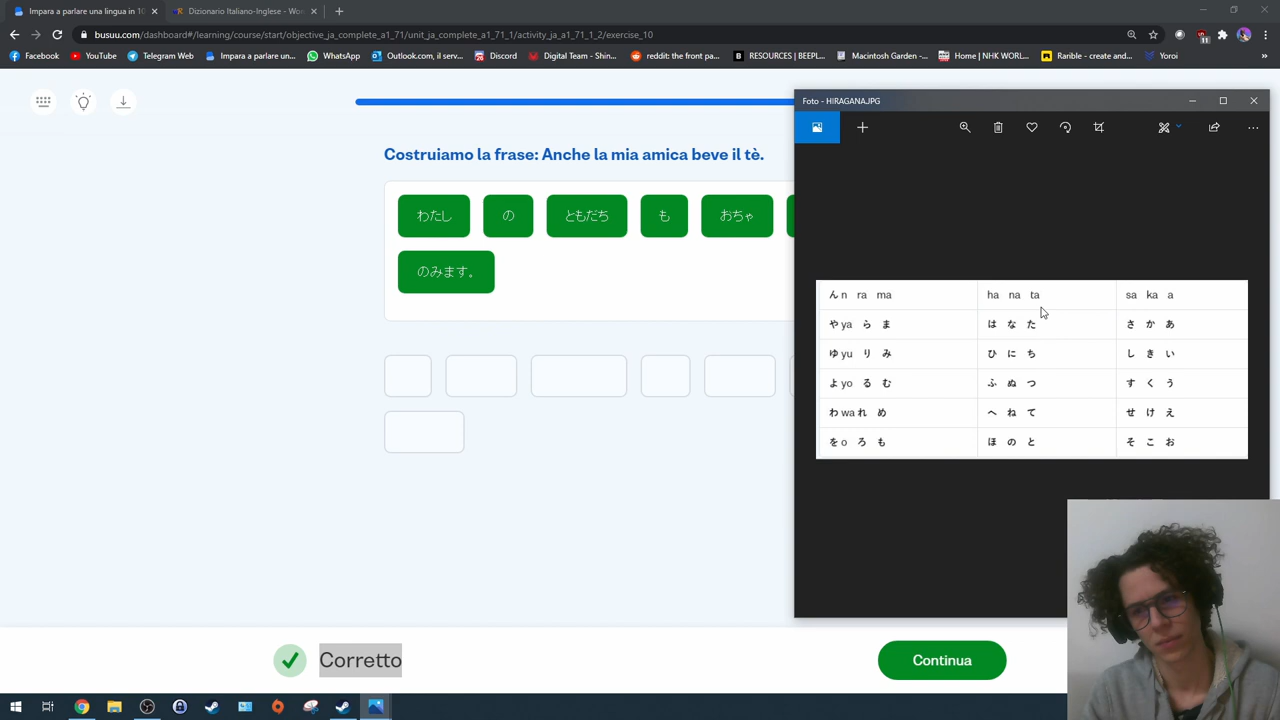 Impara a parlare una lingua in 10
Dizionario Italiano-Inglese - Wor
busuu.com/dashboard#/learning/course/start/objective_ja_complete_a1_71/unit_ja_complete_a1_71_1/activity_ja_a1_71_1_2/exercise_10
Facebook YouTube Telegram Web Impara a parlare un... WhatsApp Outlook.com, il serv... Discord Digital Team - Shin... reddit: the front pa... RESOURCES | BEEPL... Macintosh Garden -... Home | NHK WORL... Rarible - create and... Yoroi
Foto - HIRAGANA.JPG
Costruiamo la frase: Anche la mia amica beve il tè.
わたし の ともだち も おちゃ
のみます。
ん n ra ma ha na ta sa ka a
や ya ら ま は な た さ か あ
ゆ yu り み ひ に ち し き い
よ yo る む ふ ぬ つ す く う
わ wa れ め へ ね て せ け え
を o ろ も ほ の と そ こ お
Corretto
Continua